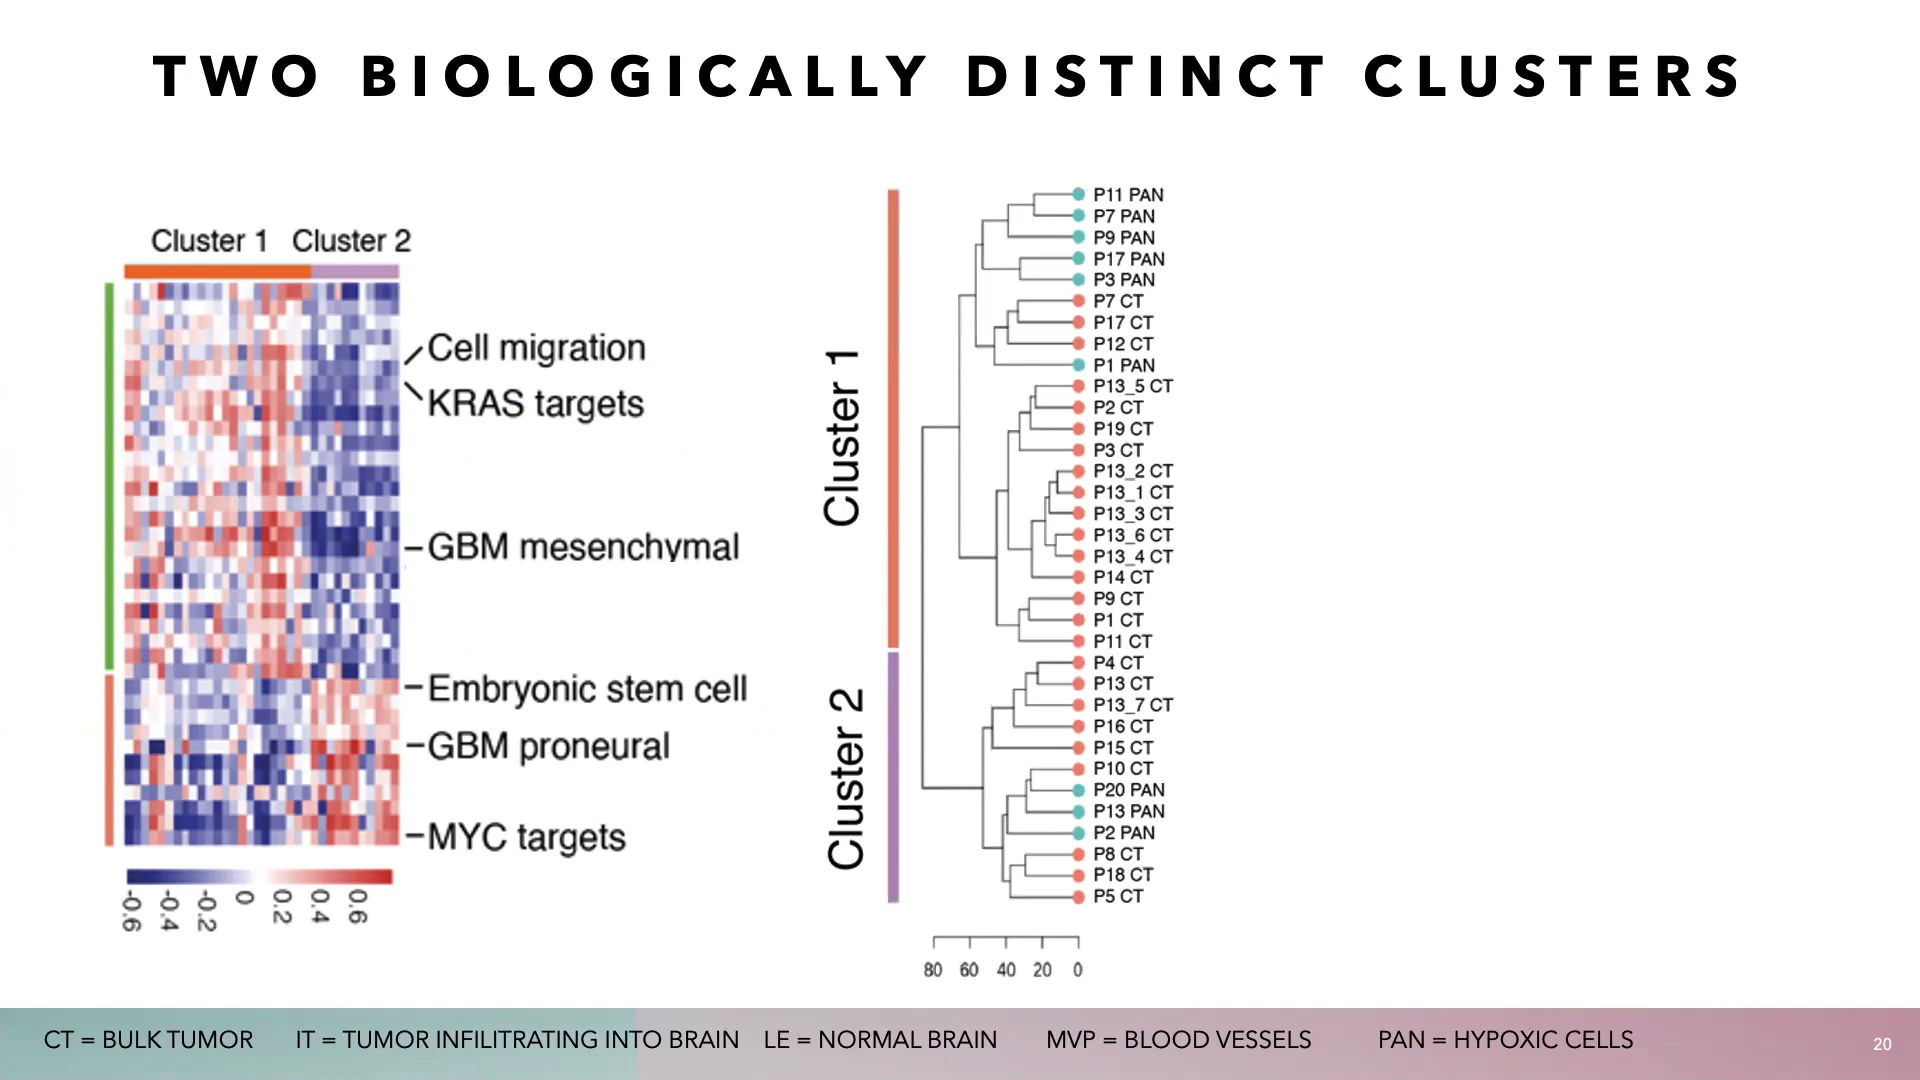 TWO BIOLOGICALLY DISTINCT CLUSTERS
Cluster 1 Cluster 2
Cell migration
KRAS targets
GBM mesenchymal
Embryonic stem cell
GBM proneural
MYC targets
-0.6 -0.4 -0.2 0 0.2 0.4 0.6
Cluster 1
Cluster 2
P11 PAN
P7 PAN
P9 PAN
P17 PAN
P3 PAN
P7 CT
P17 CT
P12 CT
P1 PAN
P13_5 CT
P2 CT
P19 CT
P3 CT
P13_2 CT
P13_1 CT
P13_3 CT
P13_6 CT
P13_4 CT
P14 CT
P9 CT
P1 CT
P11 CT
P4 CT
P13 CT
P13_7 CT
P16 CT
P15 CT
P10 CT
P20 PAN
P13 PAN
P2 PAN
P8 CT
P18 CT
P5 CT
80 60 40 20 0
CT = BULK TUMOR IT = TUMOR INFILITRATING INTO BRAIN LE = NORMAL BRAIN MVP = BLOOD VESSELS PAN = HYPOXIC CELLS
20